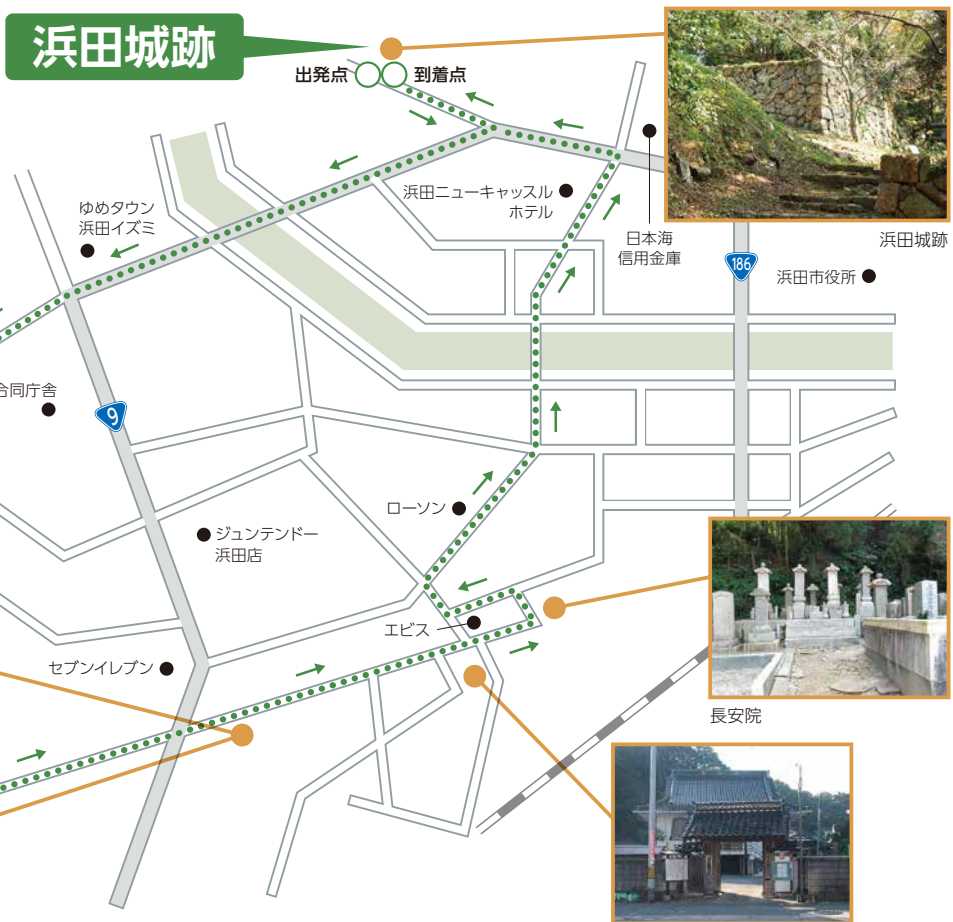 浜田城跡
出発点
到着点
浜田城跡
浜田ニューキャッスル
ホテル
日本海
信用金庫
186
浜田市役所
ゆめタウン
浜田イズミ
合同庁舎
9
ローソン
ジュンテンドー
浜田店
エビス
セブンイレブン
長安院